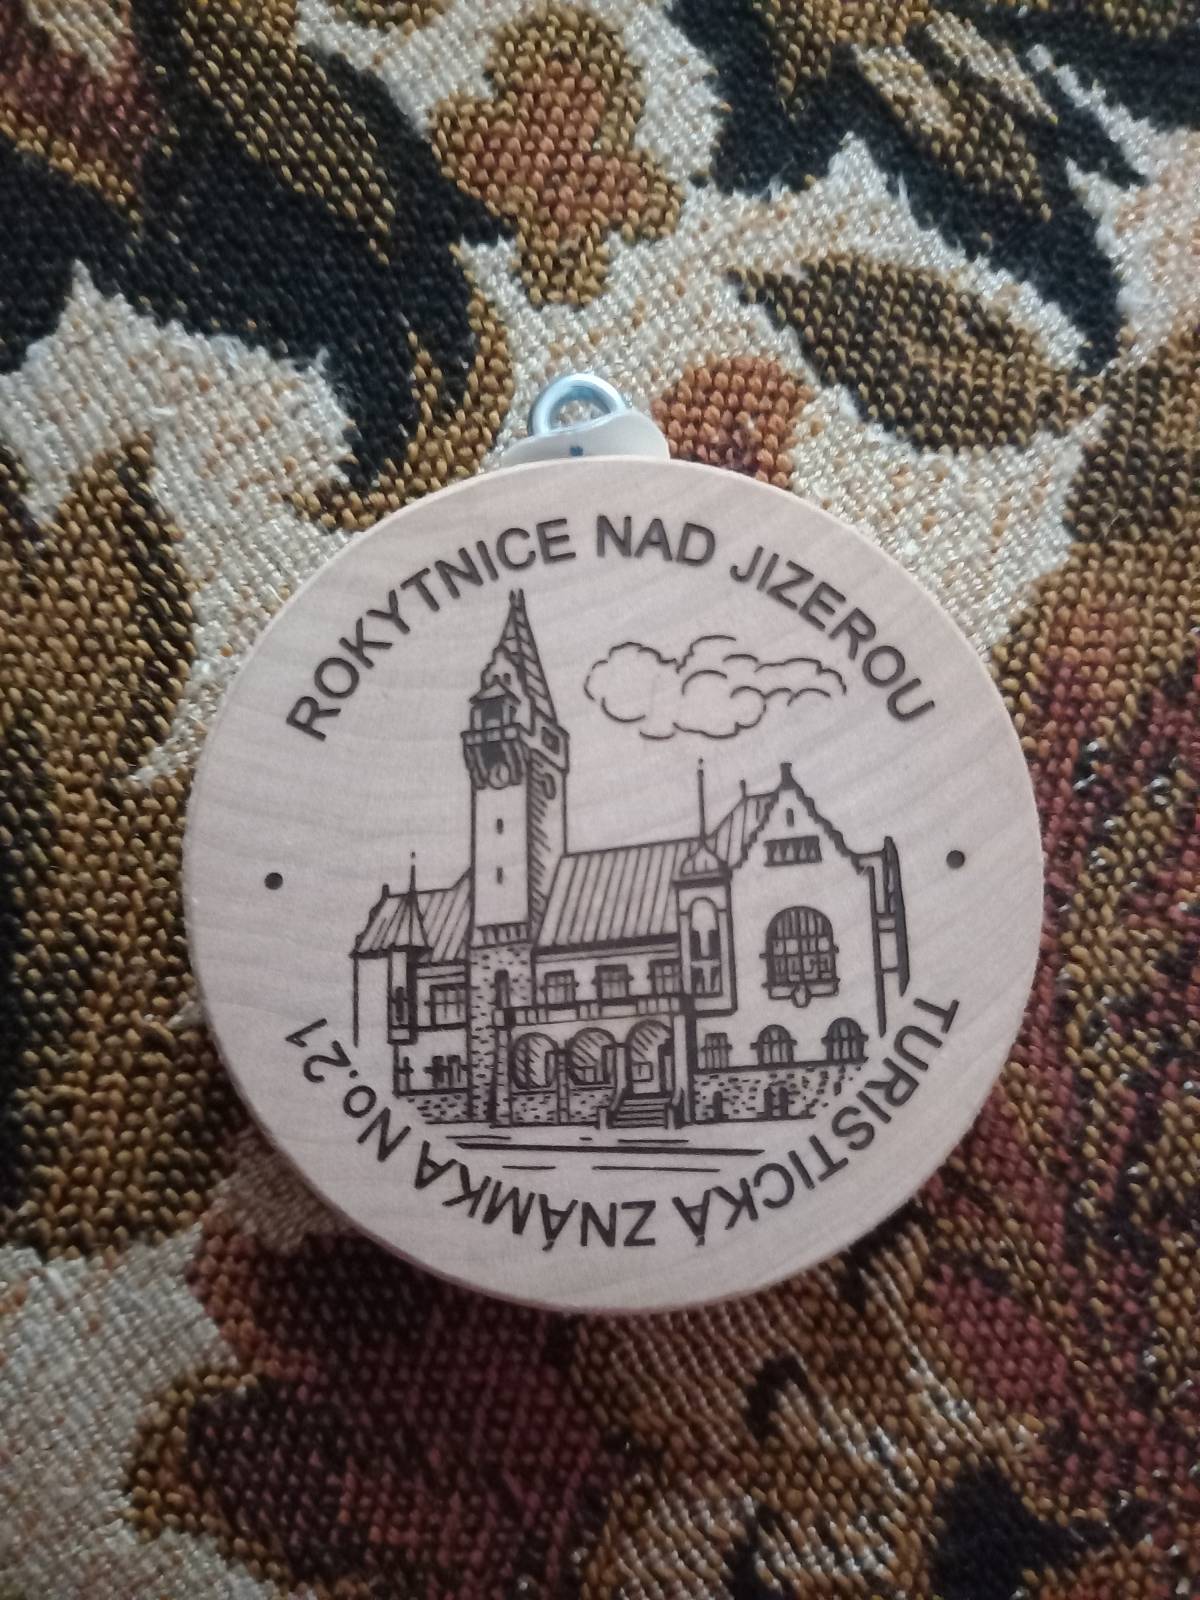 ROKYTNICE NAD JIZEROU
TURISTICKÁ ZNÁMKA No.21